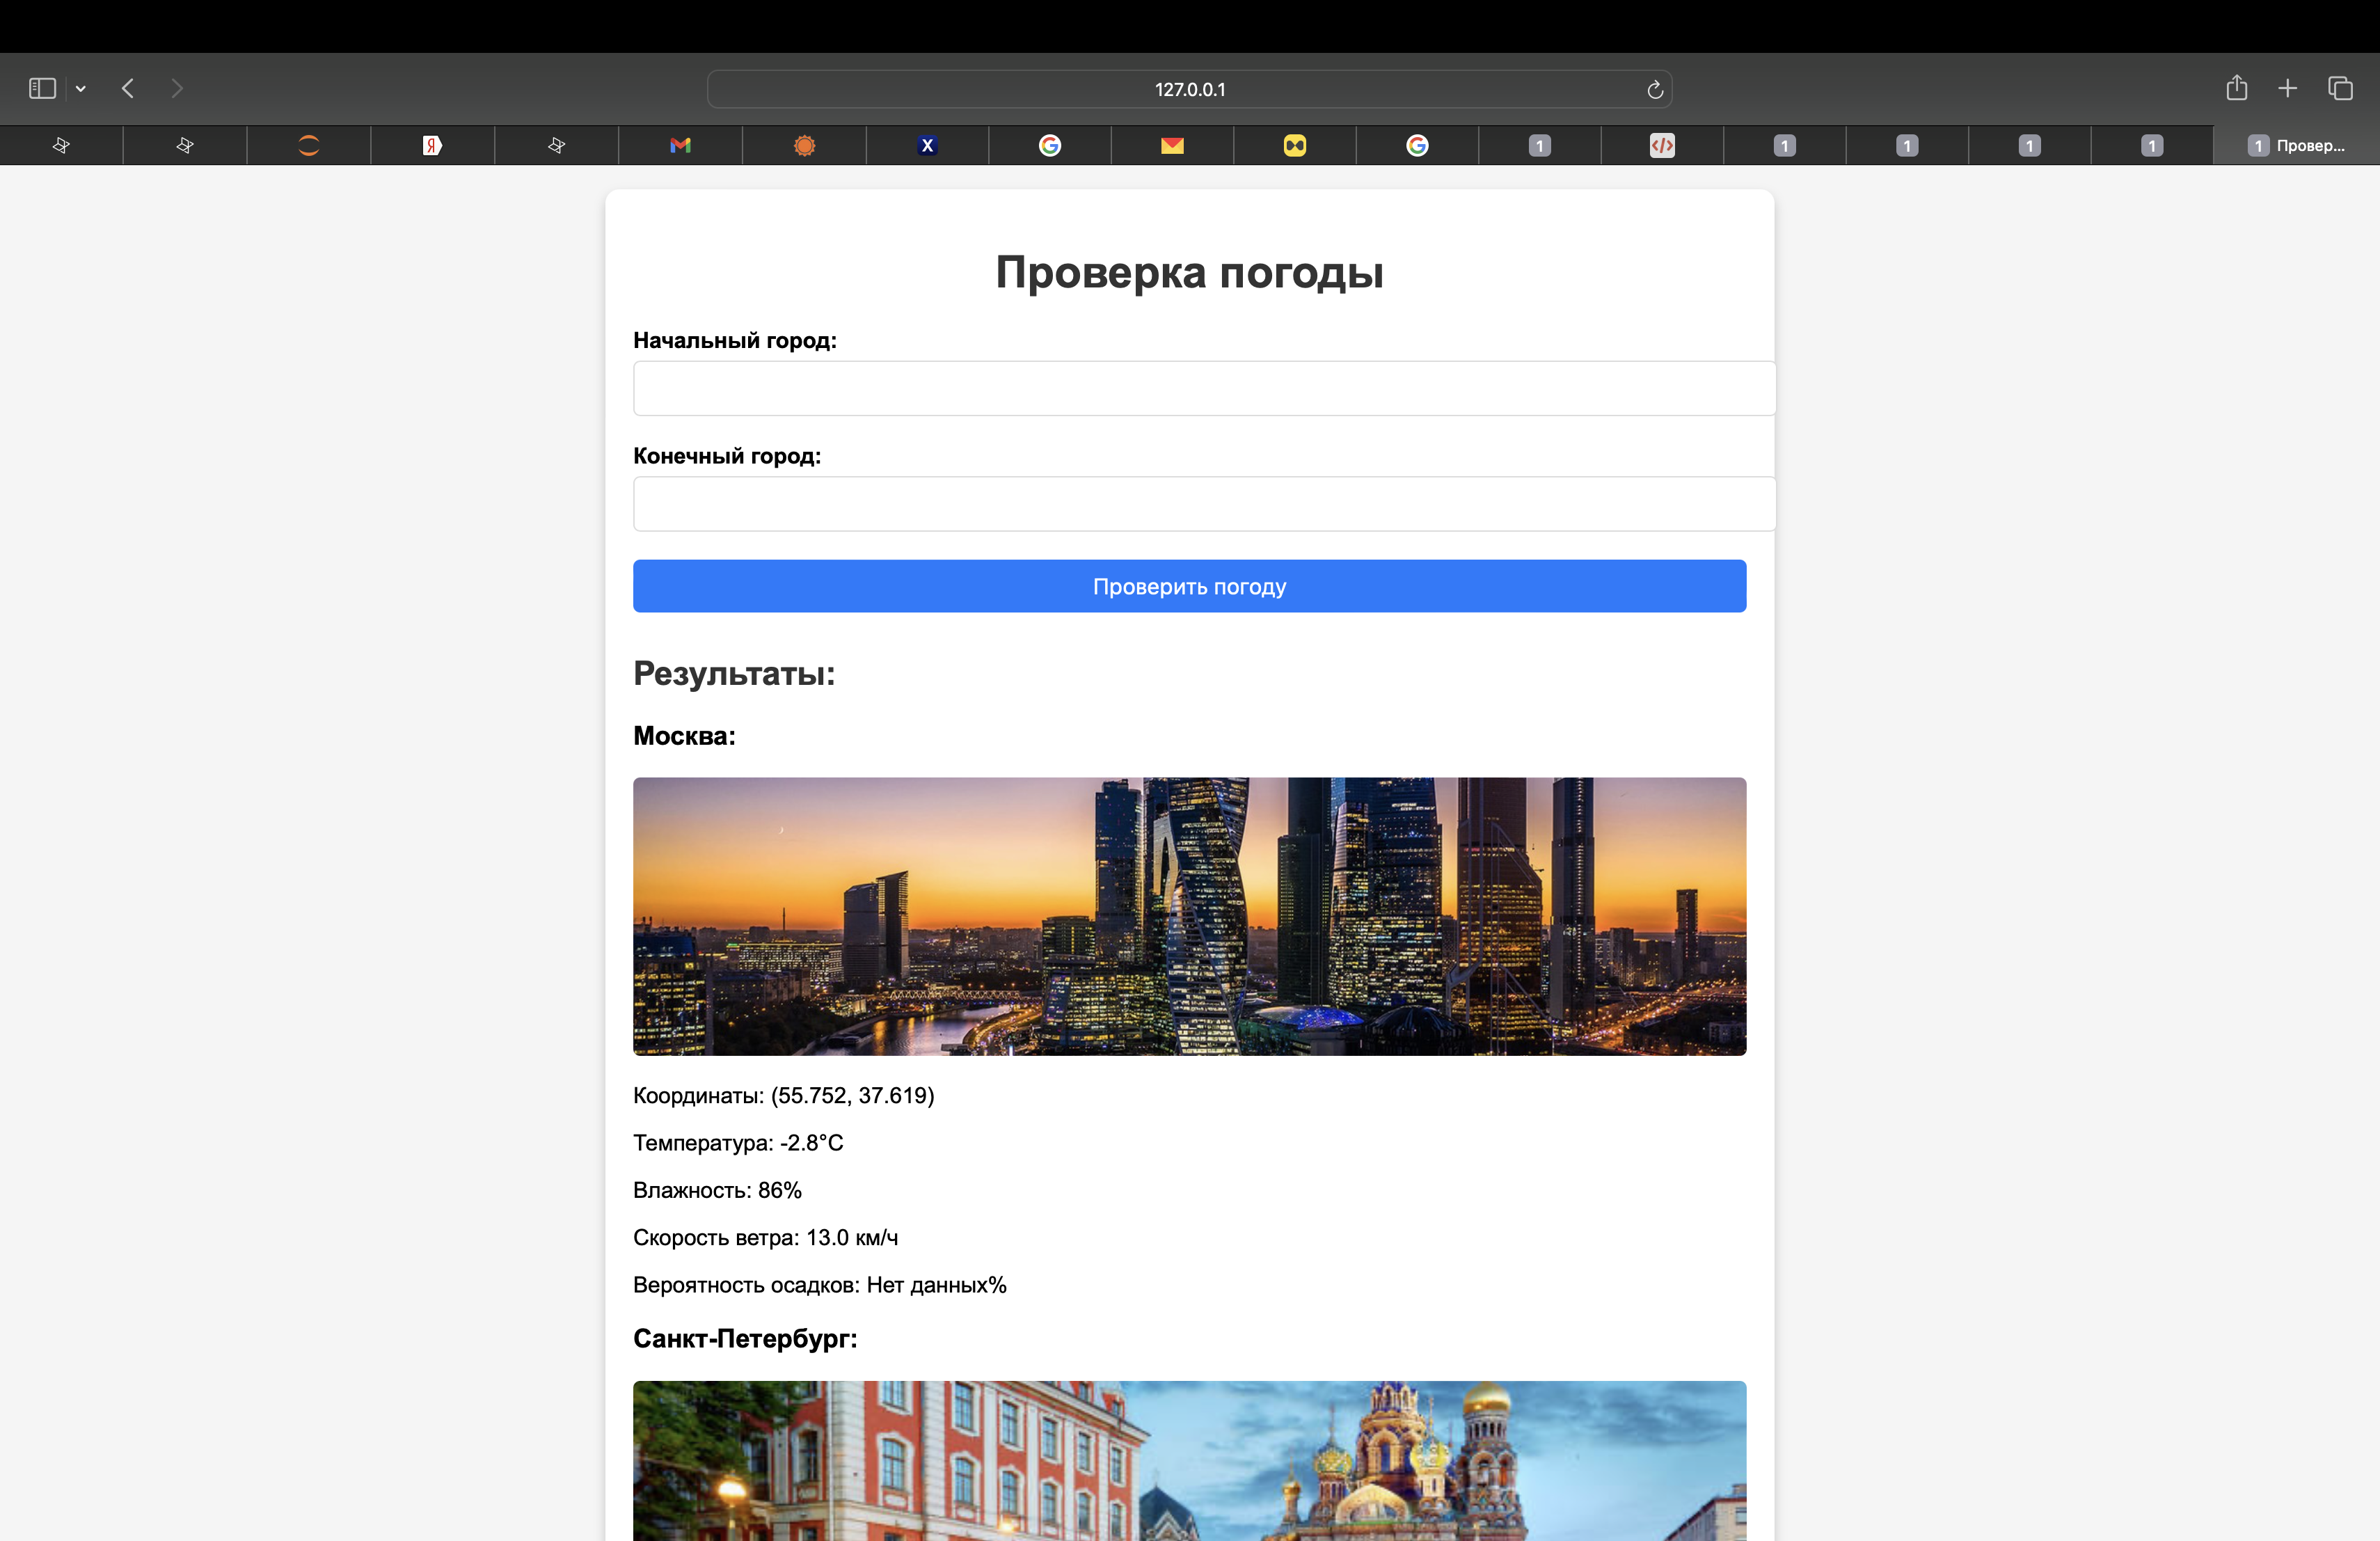 127.0.0.1
Я X 1 </> 1 1 1 1 1 Провер...
Проверка погоды
Начальный город:
Конечный город:
Проверить погоду
Результаты:
Москва:
Координаты: (55.752, 37.619)
Температура: -2.8°C
Влажность: 86%
Скорость ветра: 13.0 км/ч
Вероятность осадков: Нет данных%
Санкт-Петербург: